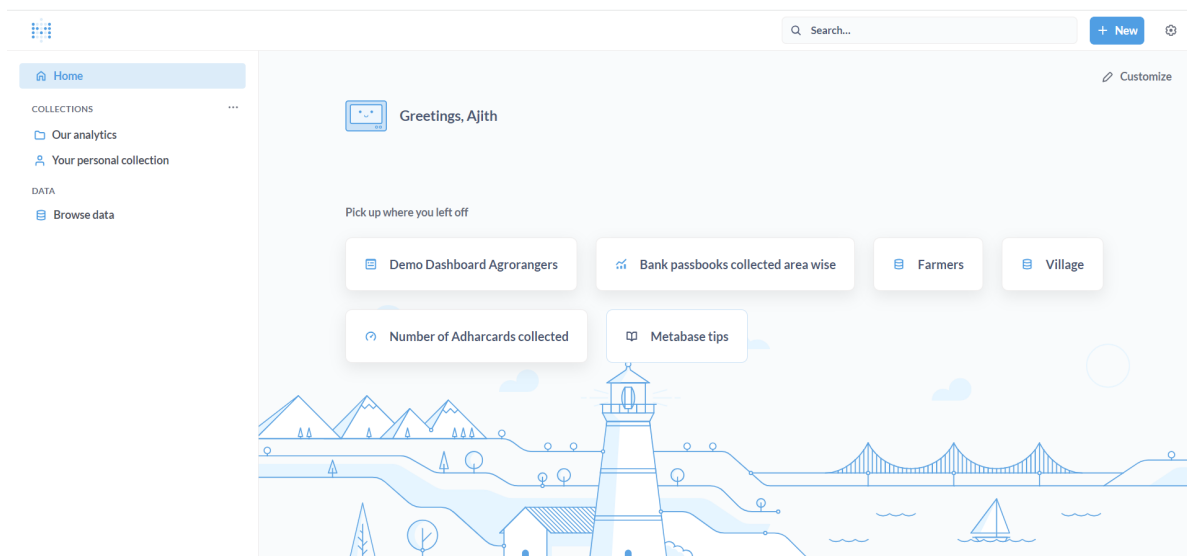 Search...
+ New
Home
Customize
COLLECTIONS
Our analytics
Your personal collection
DATA
Browse data
Greetings, Ajith
Pick up where you left off
Demo Dashboard Agrorangers
Bank passbooks collected area wise
Farmers
Village
Number of Adharcards collected
Metabase tips